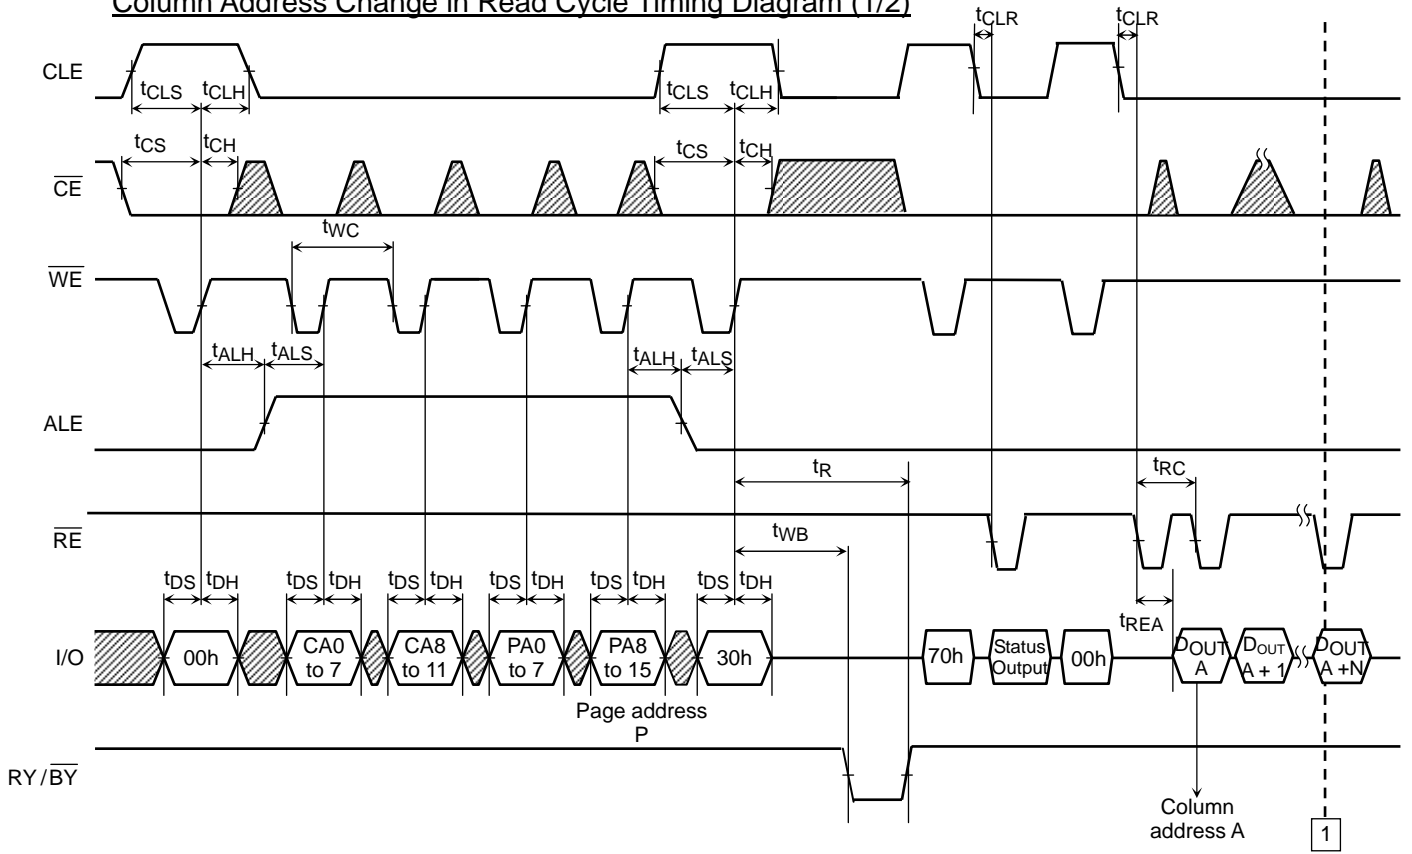 Column Address Change in Read Cycle Timing Diagram (1/2)
tCLR tCLR
CLE
tCLS tCLH tCLS tCLH
tCS tCH tCS tCH
CE
tWC
WE
tALH tALS tALH tALS
ALE
tR
tRC
RE
tWB
tDS tDH tDS tDH tDS tDH tDS tDH tDS tDH tDS tDH
tREA
I/O
00h
CA0
to 7
CA8
to 11
PA0
to 7
PA8
to 15
30h
70h
Status
Output
00h
DOUT
A
DOUT
A + 1
DOUT
A +N
Page address
P
RY/BY
Column
address A
1